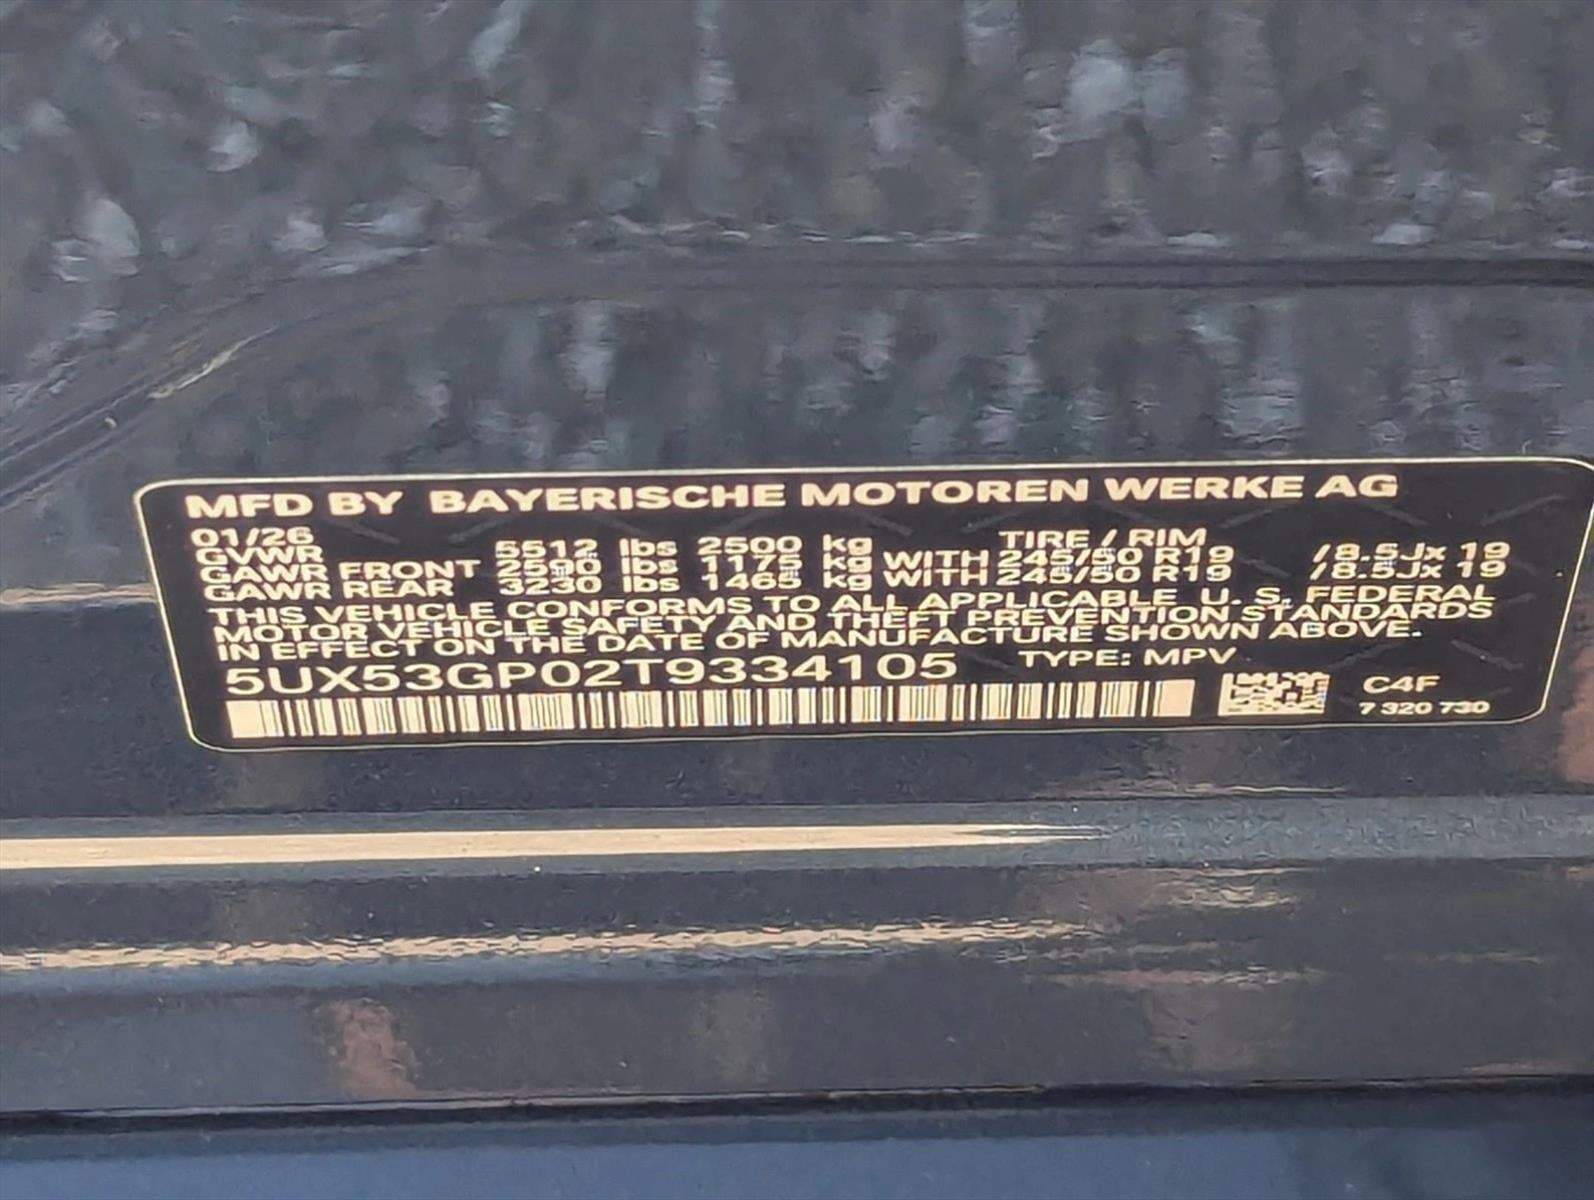 MFD BY BAYERISCHE MOTOREN WERKE AG
01/26 TIRE / RIM
GVWR 5512 lbs 2500 kg
GAWR FRONT 2590 lbs 1175 kg WITH 245/50 R19 /8.5Jx 19
GAWR REAR 3230 lbs 1465 kg WITH 245/50 R19 /8.5Jx 19
THIS VEHICLE CONFORMS TO ALL APPLICABLE U. S. FEDERAL
MOTOR VEHICLE SAFETY AND THEFT PREVENTION STANDARDS
IN EFFECT ON THE DATE OF MANUFACTURE SHOWN ABOVE.
5UX53GP02T9334105 TYPE: MPV
C4F
7 320 730